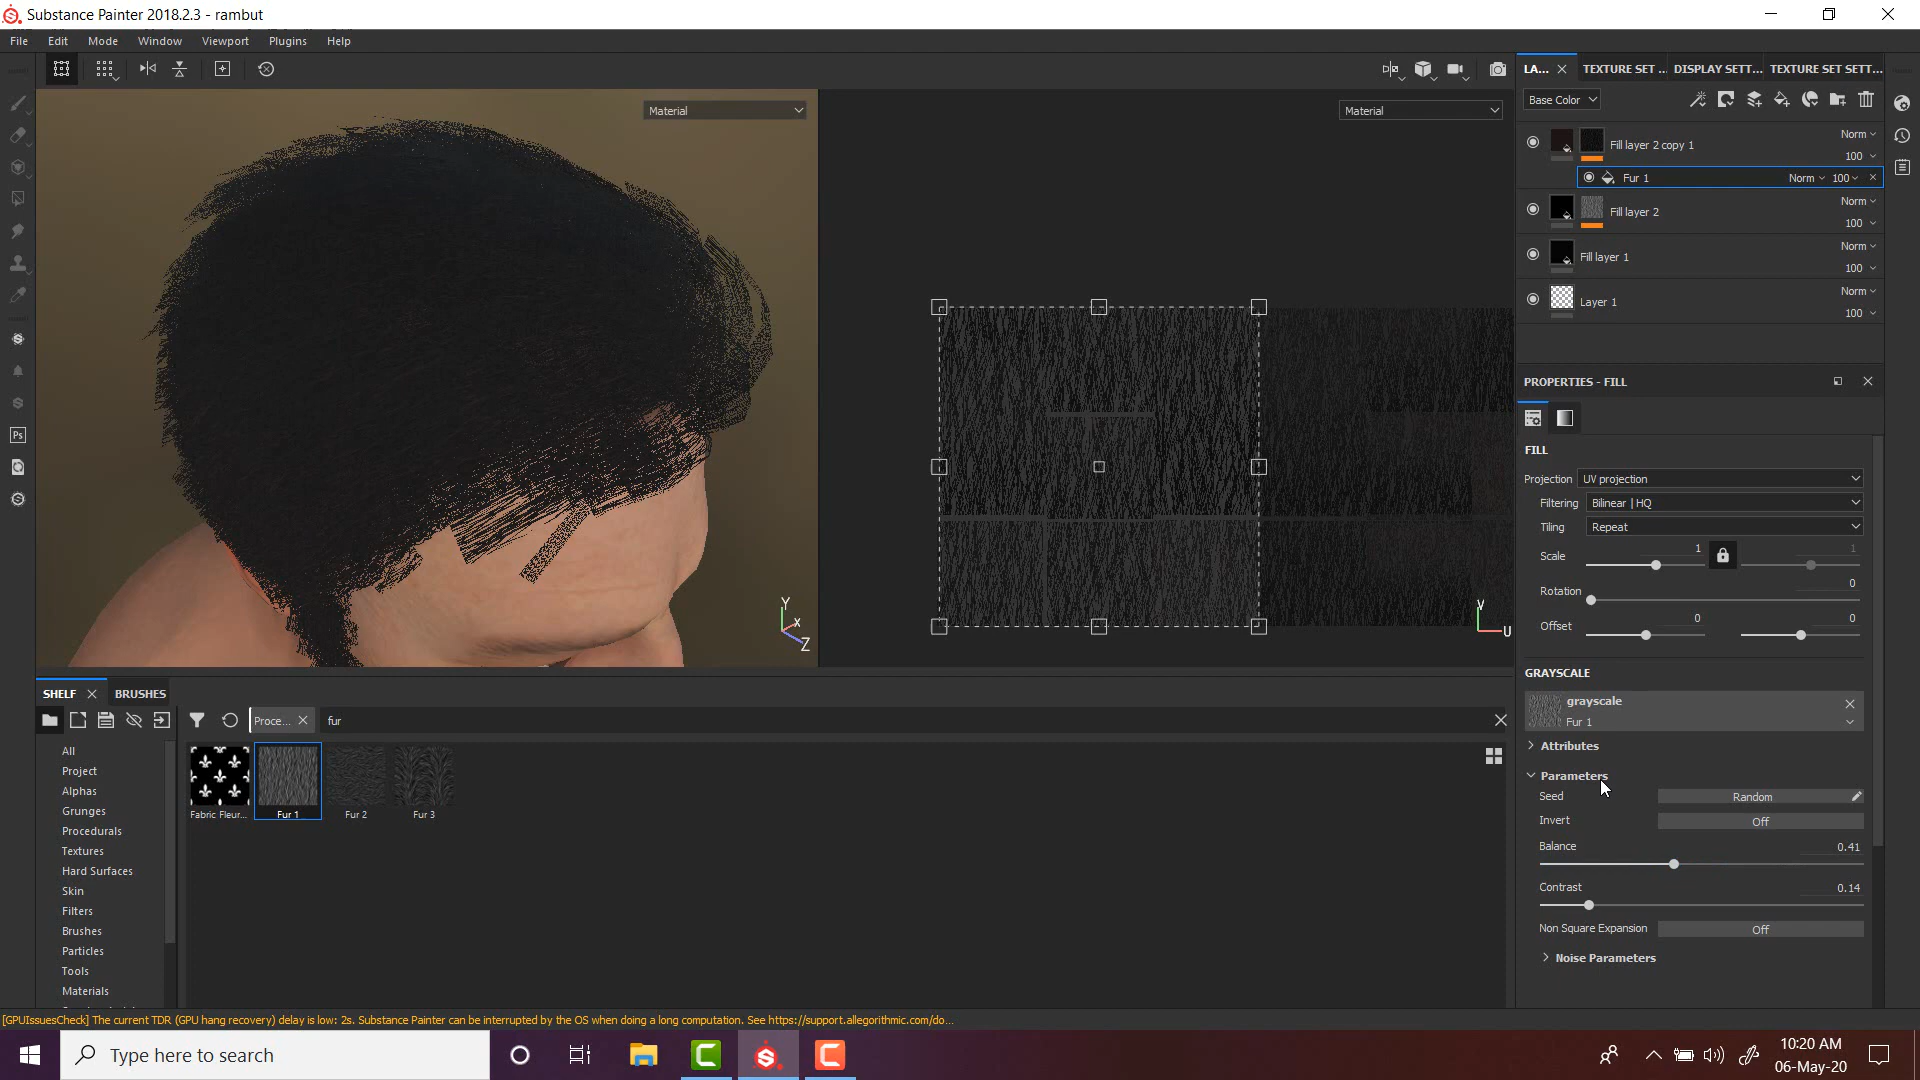 Substance Painter 2018.2.3 - rambut
File Edit Mode Window Viewport Plugins Help
Material
Material
LA... TEXTURE SET ... DISPLAY SETT... TEXTURE SET SETT...
Base Color
Norm
Fill layer 2 copy 1
100
Fur 1 Norm 100
Norm
Fill layer 2
100
Norm
Fill layer 1
100
Norm
Layer 1
100
PROPERTIES - FILL
FILL
Projection UV projection
Filtering Bilinear | HQ
Tiling Repeat
Scale 1 1
Rotation 0
Offset 0 0
GRAYSCALE
grayscale
Fur 1
Attributes
Parameters
Seed Random
Invert Off
Balance 0.41
Contrast 0.14
Non Square Expansion Off
Noise Parameters
Y
X
Z
V
U
SHELF BRUSHES
Proce... fur
All
Project
Alphas
Grunges
Procedurals
Textures
Hard Surfaces
Skin
Filters
Brushes
Particles
Tools
Materials
Fabric Fleur... Fur 1 Fur 2 Fur 3
Ps
[GPUIssuesCheck] The current TDR (GPU hang recovery) delay is low: 2s. Substance Painter can be interrupted by the OS when doing a long computation. See https://support.allegorithmic.com/do...
Type here to search
10:20 AM
06-May-20